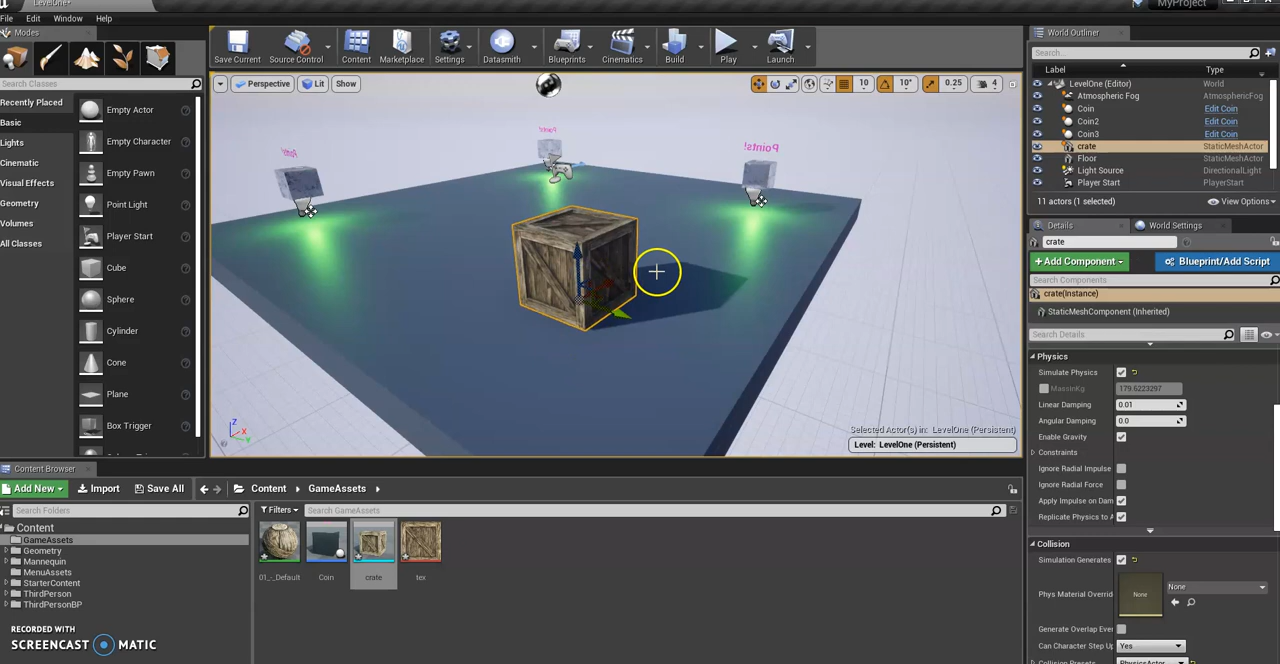 LevelOne*
MyProject
File Edit Window Help
Modes
Search Classes
Recently Placed
Basic
Lights
Cinematic
Visual Effects
Geometry
Volumes
All Classes
Empty Actor
Empty Character
Empty Pawn
Point Light
Player Start
Cube
Sphere
Cylinder
Cone
Plane
Box Trigger
Save Current
Source Control
Content
Marketplace
Settings
Datasmith
Blueprints
Cinematics
Build
Play
Launch
Perspective Lit Show
10 10° 0.25 4
Points!
Selected Actor(s) in: LevelOne (Persistent)
Level: LevelOne (Persistent)
World Outliner
Search...
Label Type
LevelOne (Editor) World
Atmospheric Fog AtmosphericFog
Coin Edit Coin
Coin2 Edit Coin
Coin3 Edit Coin
crate StaticMeshActor
Floor StaticMeshActor
Light Source DirectionalLight
Player Start PlayerStart
11 actors (1 selected) View Options
Details World Settings
crate
+Add Component Blueprint/Add Script
Search Components
crate(Instance)
StaticMeshComponent (Inherited)
Search Details
Physics
Simulate Physics
MassInKg 179.6223297
Linear Damping 0.01
Angular Damping 0.0
Enable Gravity
Constraints
Ignore Radial Impulse
Ignore Radial Force
Apply Impulse on Dam
Replicate Physics to A
Collision
Simulation Generates
Phys Material Overrid None None
Generate Overlap Eve
Can Character Step U Yes
Collision Presets PhysicsActor
Content Browser
Add New Import Save All Content GameAssets
Search Folders
Filters Search GameAssets
Content
GameAssets
Geometry
Mannequin
MenuAssets
StarterContent
ThirdPerson
ThirdPersonBP
01_-_Default Coin crate tex
RECORDED WITH
SCREENCAST MATIC